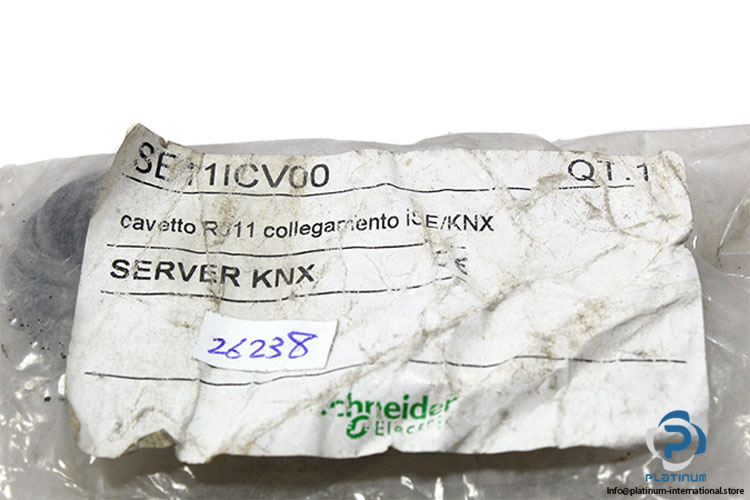 SE11ICV00 QT.1
cavetto RJ11 collegamento iSE/KNX
SERVER KNX
26238
Schneider
Electric
PLATINUM
Info@platinum-international.store